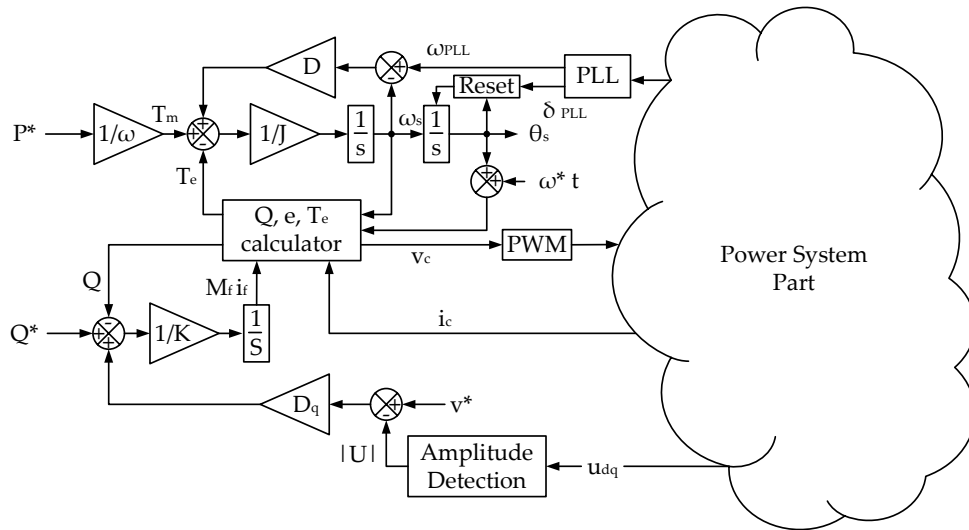 D
ωPLL
PLL
Reset
δ PLL
P*
1/ω
Tm
+
+
-
1/J
1
s
ωs
1
s
θs
+
-
Te
+
+
ω* t
Q, e, Te
calculator
vc
PWM
Power System
Part
Q
Mf if
ic
Q*
-
+
+
1/K
1
S
Dq
+
-
v*
|U|
Amplitude
Detection
udq